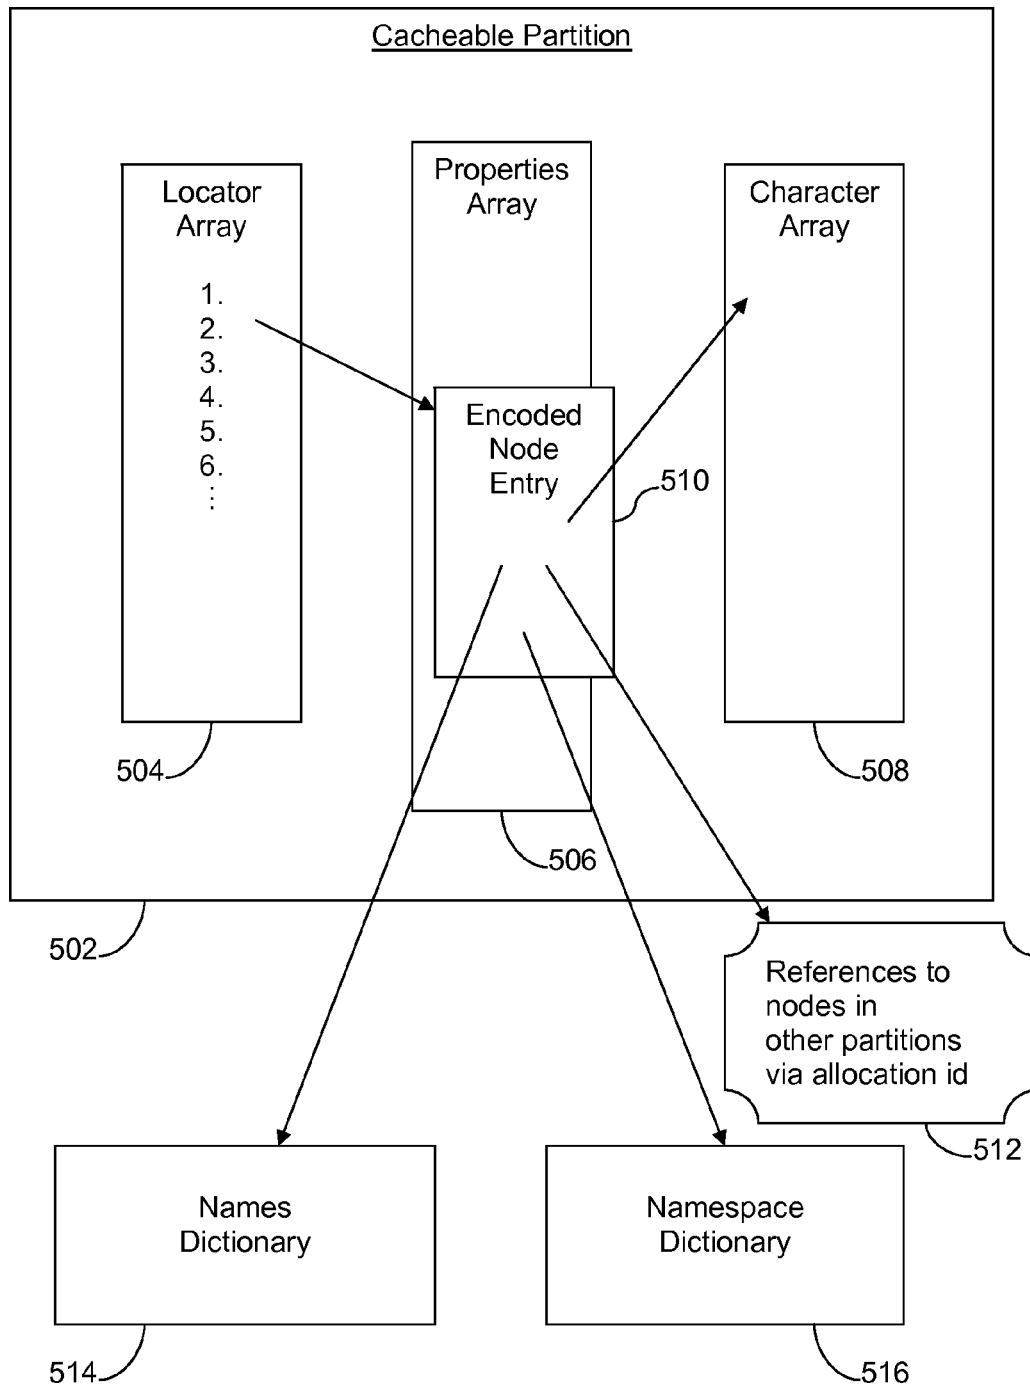 Cacheable Partition
Locator
Array
1.
2.
3.
4.
5.
6.
⋮
Properties
Array
Character
Array
Encoded
Node
Entry
510
504
508
506
502
References to
nodes in
other partitions
via allocation id
512
Names
Dictionary
Namespace
Dictionary
514
516